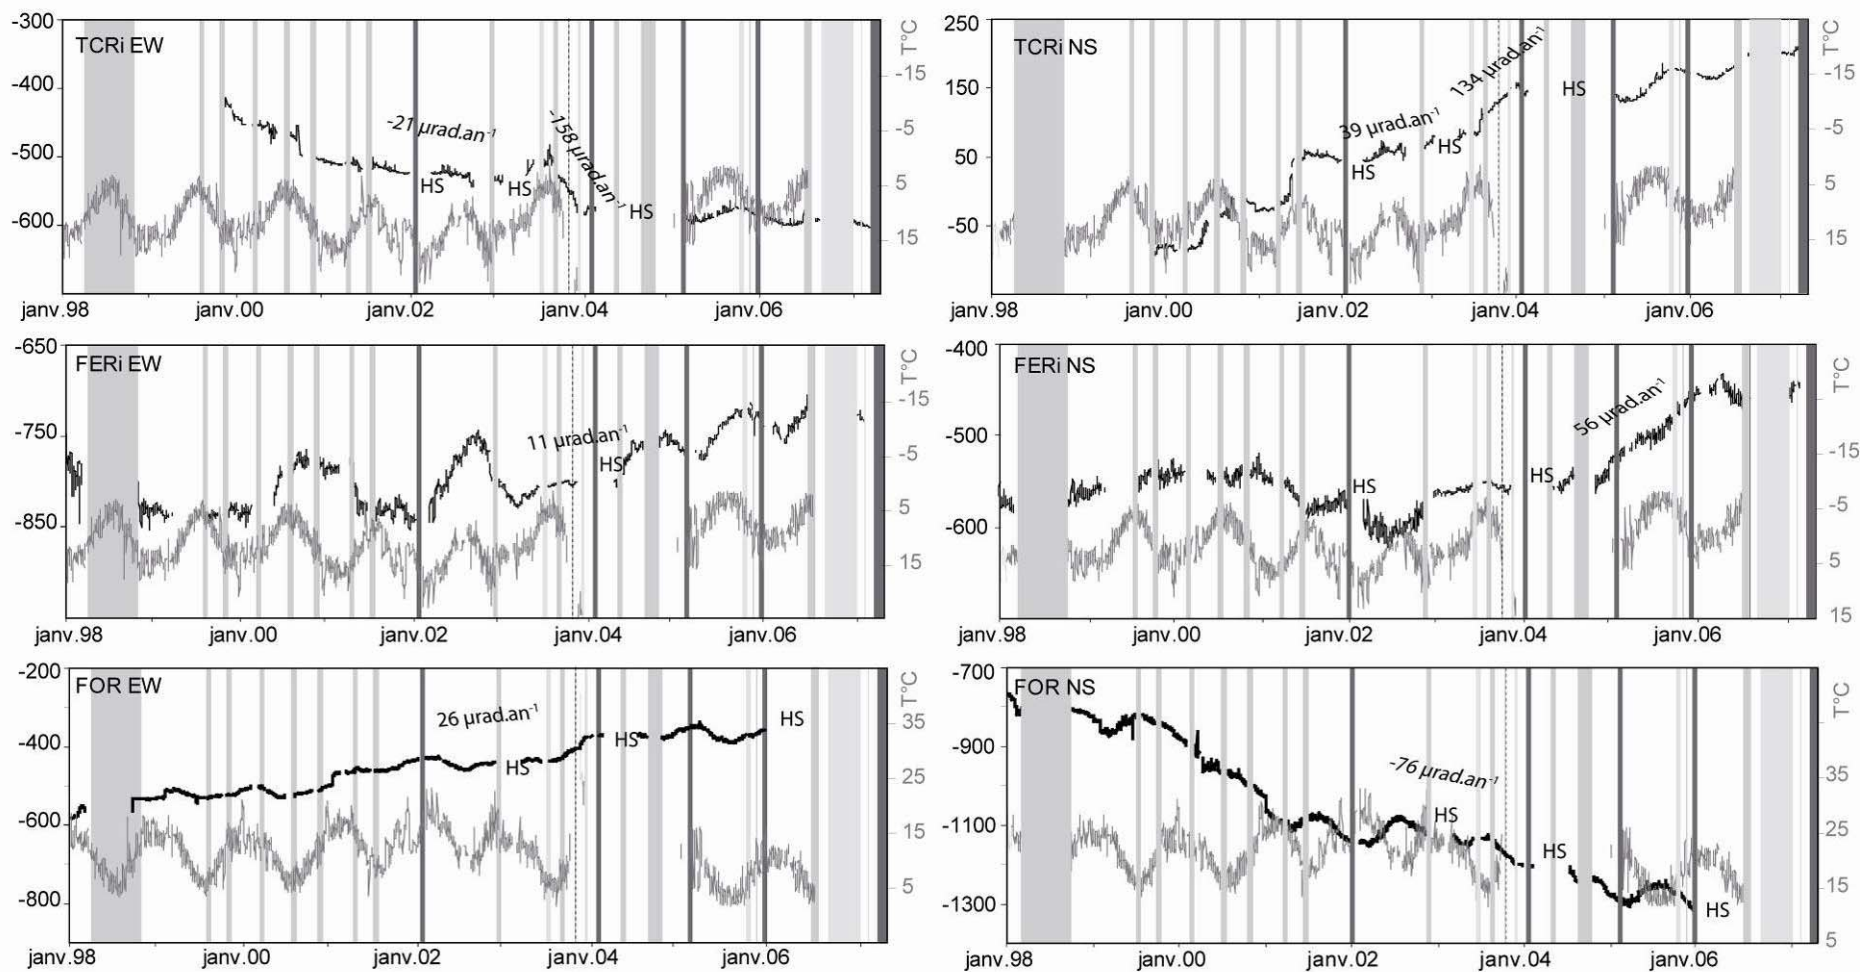 -300
-400
-500
-600
TCRi EW
-21 µrad.an⁻¹
-158 µrad.an⁻¹
HS
HS
HS
T°C
-15
-5
5
15
janv.98
janv.00
janv.02
janv.04
janv.06
250
150
50
-50
TCRi NS
39 µrad.an⁻¹
134 µrad.an⁻¹
HS
HS
HS
T°C
-15
-5
5
15
janv.98
janv.00
janv.02
janv.04
janv.06
-650
-750
-850
FERi EW
11 µrad.an⁻¹
HS
T°C
-15
-5
5
15
janv.98
janv.00
janv.02
janv.04
janv.06
-400
-500
-600
FERi NS
56 µrad.an⁻¹
HS
HS
T°C
-15
-5
5
15
janv.98
janv.00
janv.02
janv.04
janv.06
-200
-400
-600
-800
FOR EW
26 µrad.an⁻¹
HS
HS
HS
T°C
35
25
15
5
janv.98
janv.00
janv.02
janv.04
janv.06
-700
-900
-1100
-1300
FOR NS
-76 µrad.an⁻¹
HS
HS
HS
T°C
35
25
15
5
janv.98
janv.00
janv.02
janv.04
janv.06